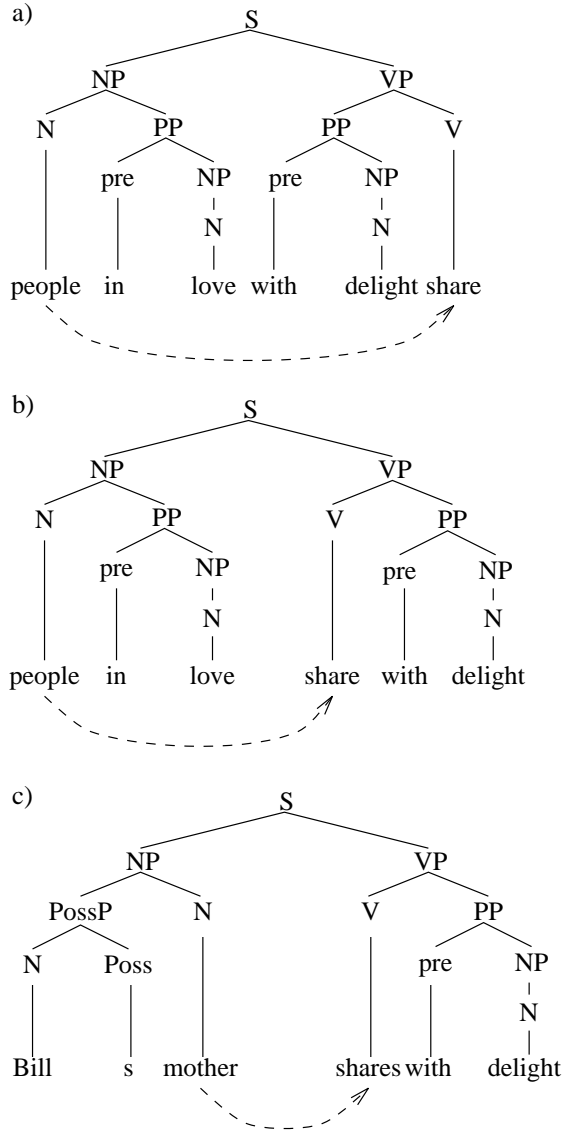 a)
S
NP VP
N PP PP V
pre NP pre NP
N N
people in love with delight share
b)
S
NP VP
N PP V PP
pre NP pre NP
N N
people in love share with delight
c)
S
NP VP
PossP N V PP
N Poss pre NP
N
Bill s mother shares with delight